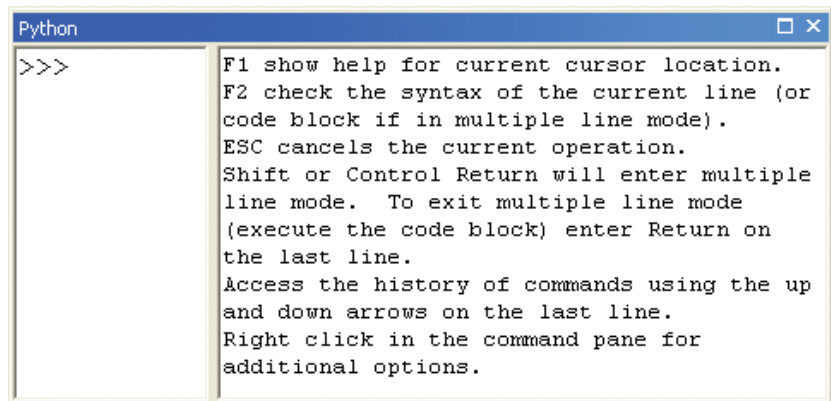 Python
>>>
F1 show help for current cursor location.
F2 check the syntax of the current line (or
code block if in multiple line mode).
ESC cancels the current operation.
Shift or Control Return will enter multiple
line mode.  To exit multiple line mode
(execute the code block) enter Return on
the last line.
Access the history of commands using the up
and down arrows on the last line.
Right click in the command pane for
additional options.